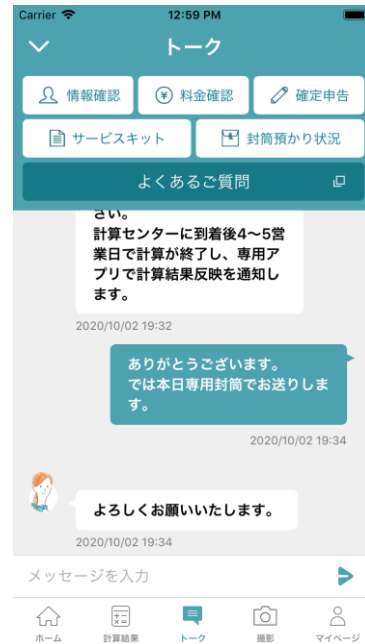 Carrier 12:59 PM
トーク
情報確認 料金確認 確定申告
サービスキット 封筒預かり状況
よくあるご質問
さい。
計算センターに到着後4〜5営
業日で計算が終了し、専用ア
プリで計算結果反映を通知し
ます。
2020/10/02 19:32
ありがとうございます。
では本日専用封筒でお送りしま
す。
2020/10/02 19:34
よろしくお願いいたします。
2020/10/02 19:34
メッセージを入力
ホーム 計算結果 トーク 撮影 マイページ